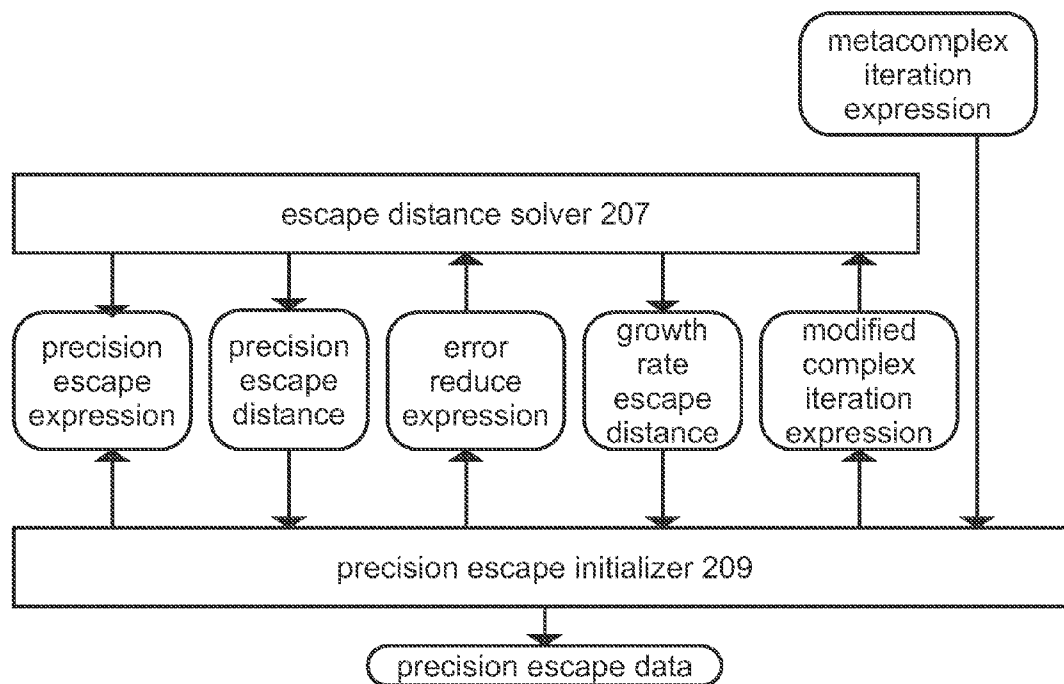 metacomplex
iteration
expression
escape distance solver 207
precision
escape
expression
precision
escape
distance
error
reduce
expression
growth
rate
escape
distance
modified
complex
iteration
expression
precision escape initializer 209
precision escape data